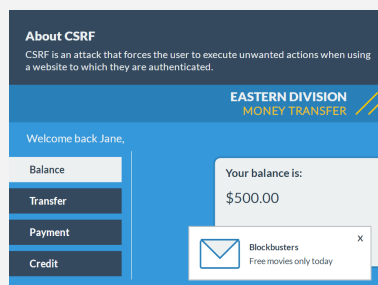 About CSRF
CSRF is an attack that forces the user to execute unwanted actions when using
a website to which they are authenticated.
EASTERN DIVISION
MONEY TRANSFER
Welcome back Jane,
Balance
Transfer
Payment
Credit
Your balance is:
$500.00
X
Blockbusters
Free movies only today